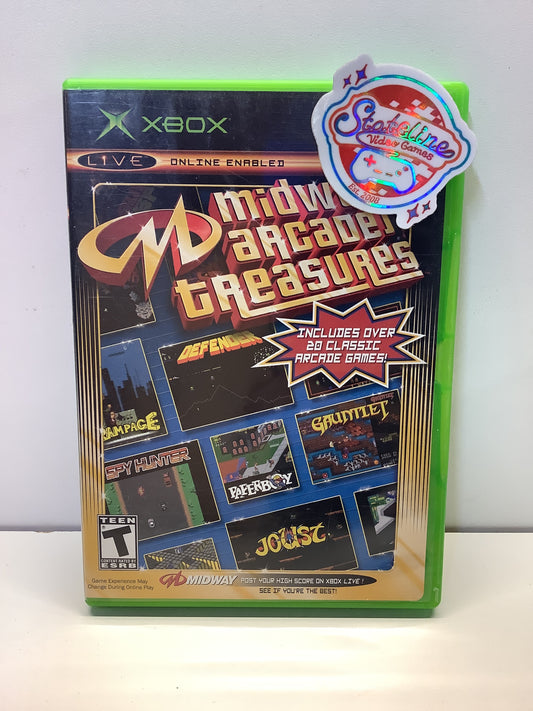 XBOX
Stateline
Video Games
Est. 2008
LIVE ONLINE ENABLED
midway
arcade
treasures
INCLUDES OVER
20 CLASSIC
ARCADE GAMES!
DEFENDER
RAMPAGE
GAUNTLET
SPY HUNTER
PAPERBOY
JOUST
TEEN
T
CONTENT RATED BY
ESRB
Game Experience May
Change During Online Play
MIDWAY
POST YOUR HIGH SCORE ON XBOX LIVE!
SEE IF YOU'RE THE BEST!